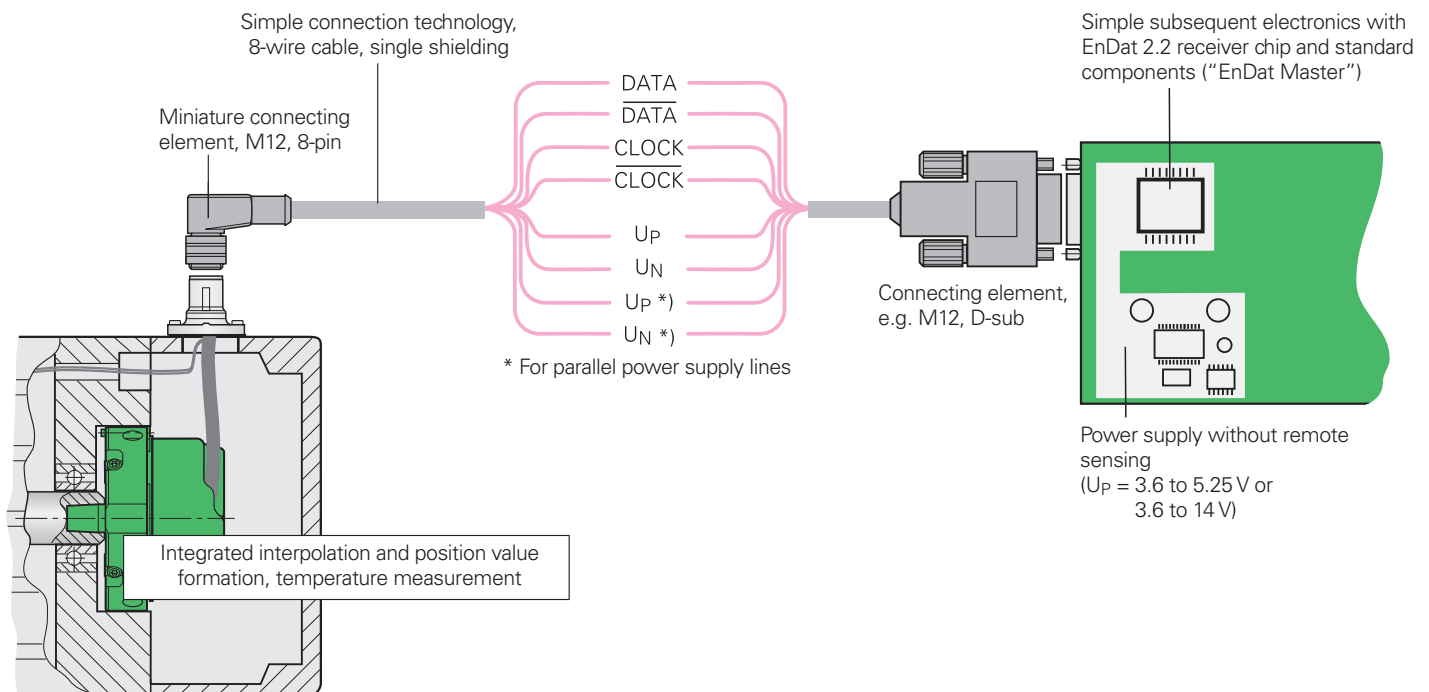 Simple connection technology,
8-wire cable, single shielding
Miniature connecting
element, M12, 8-pin
DATA
D̅A̅T̅A̅
CLOCK
C̅L̅O̅C̅K̅
UP
UN
UP *)
UN *)
* For parallel power supply lines
Simple subsequent electronics with
EnDat 2.2 receiver chip and standard
components (“EnDat Master”)
Connecting element,
e.g. M12, D-sub
Power supply without remote
sensing
(UP = 3.6 to 5.25 V or
3.6 to 14 V)
Integrated interpolation and position value
formation, temperature measurement